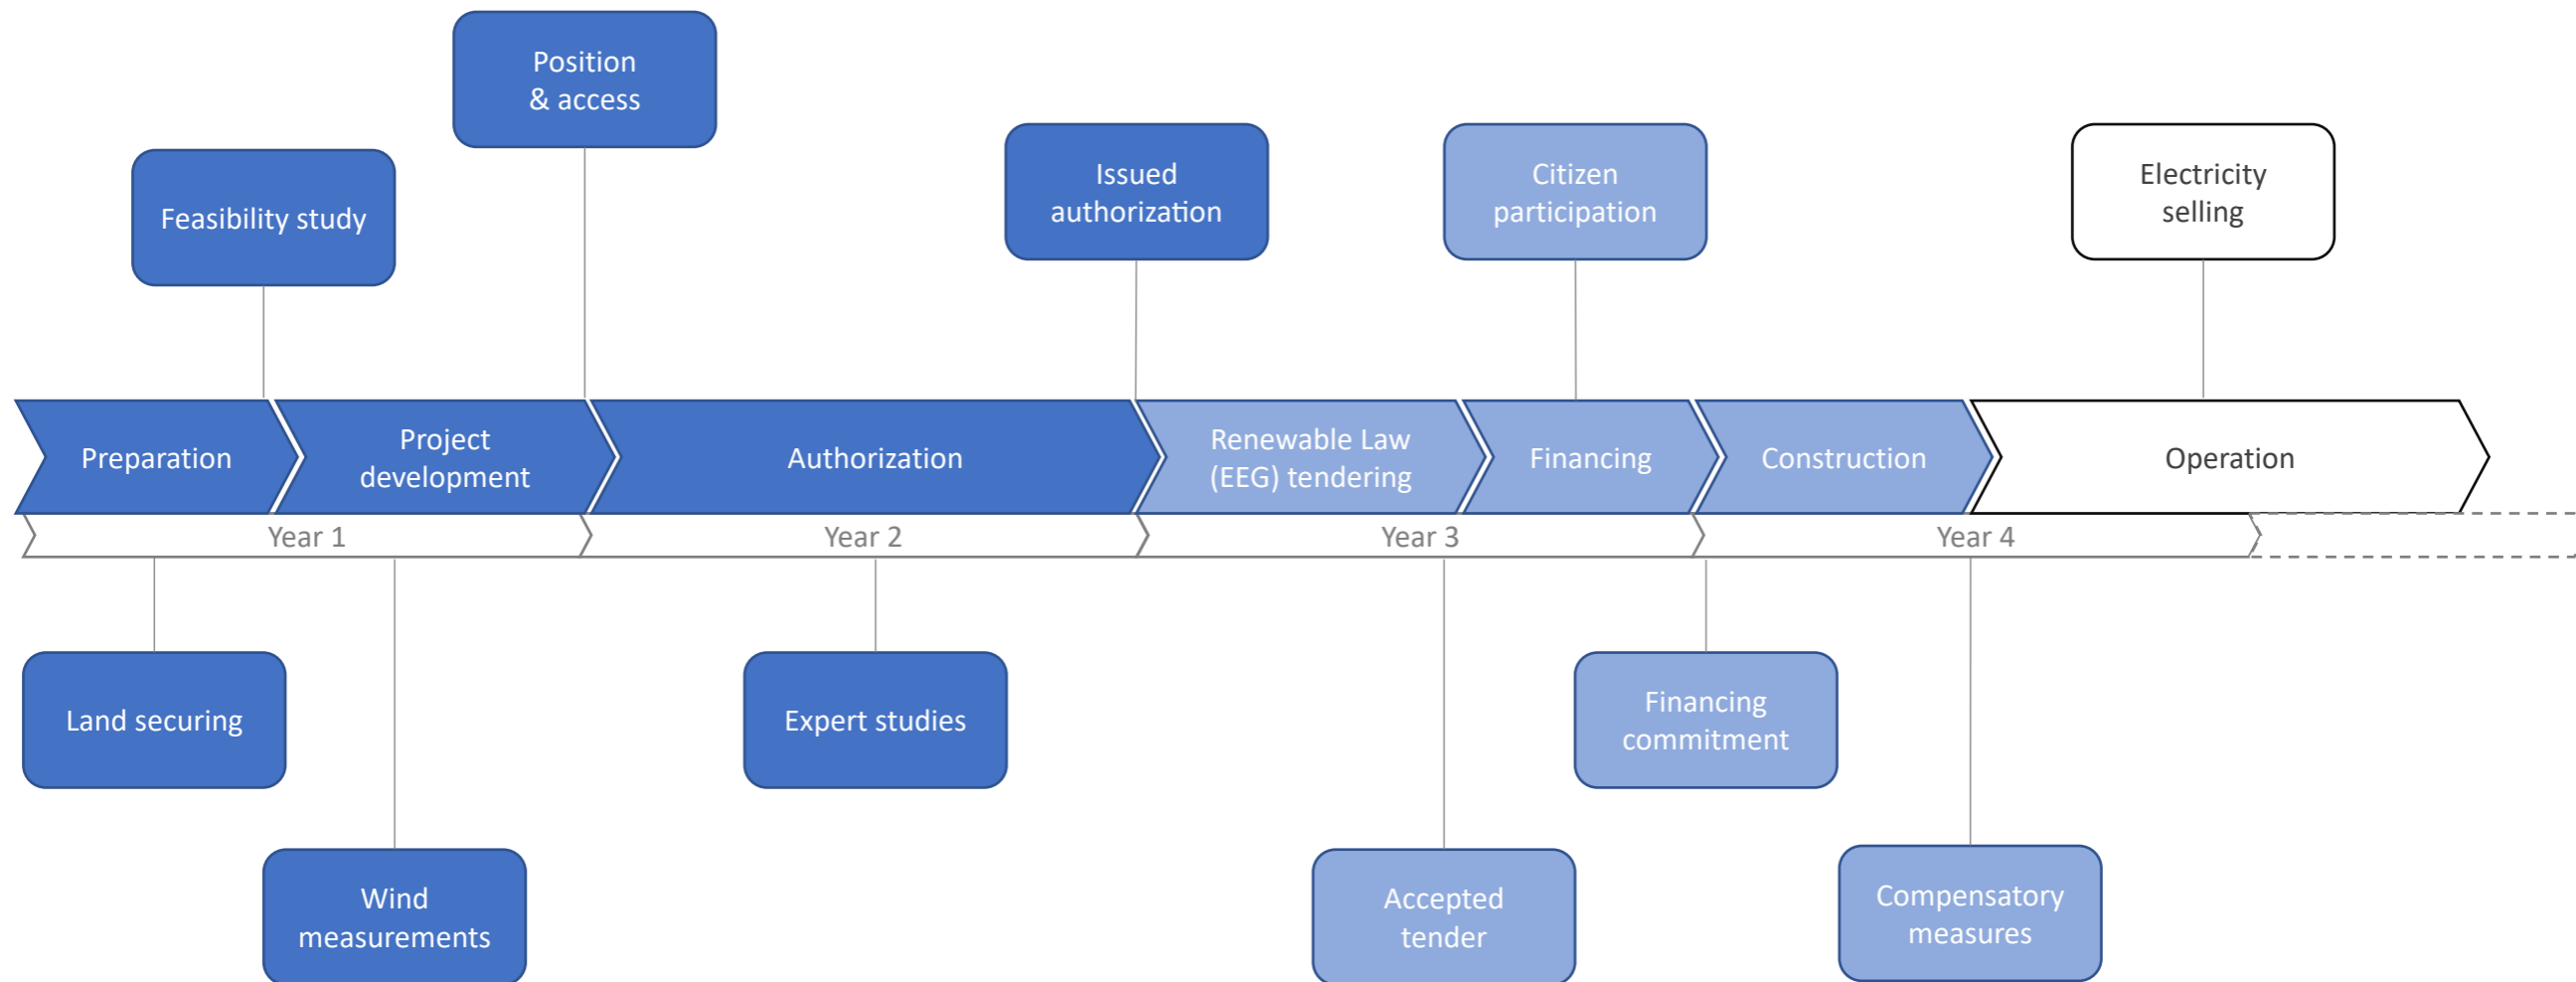 Position
& access
Feasibility study
Issued
authorization
Citizen
participation
Electricity
selling
Preparation
Project
development
Authorization
Renewable Law
(EEG) tendering
Financing
Construction
Operation
Year 1
Year 2
Year 3
Year 4
Land securing
Expert studies
Financing
commitment
Wind
measurements
Accepted
tender
Compensatory
measures